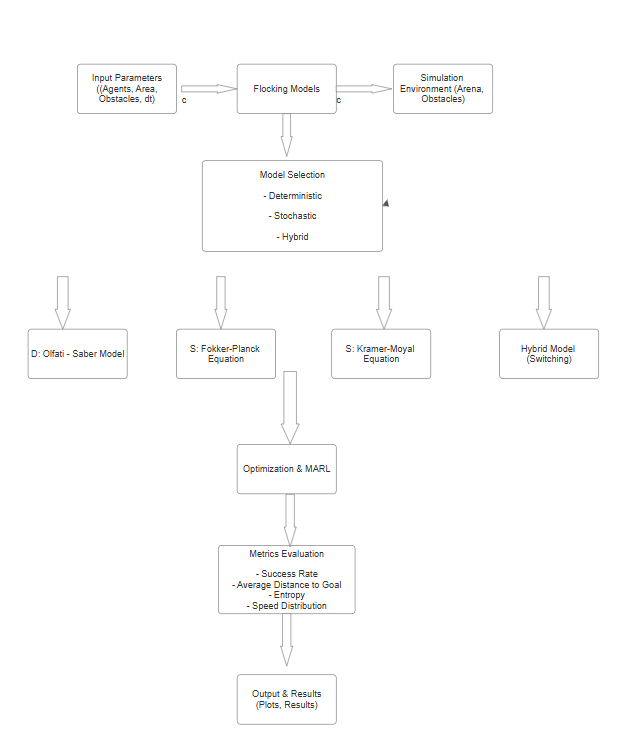 Input Parameters
((Agents, Area,
Obstacles, dt)
c
Flocking Models
c
Simulation
Environment (Arena,
Obstacles)
Model Selection
- Deterministic
- Stochastic
- Hybrid
D: Olfati - Saber Model
S: Fokker-Planck
Equation
S: Kramer-Moyal
Equation
Hybrid Model
(Switching)
Optimization & MARL
Metrics Evaluation
- Success Rate
- Average Distance to Goal
- Entropy
- Speed Distribution
Output & Results
(Plots, Results)